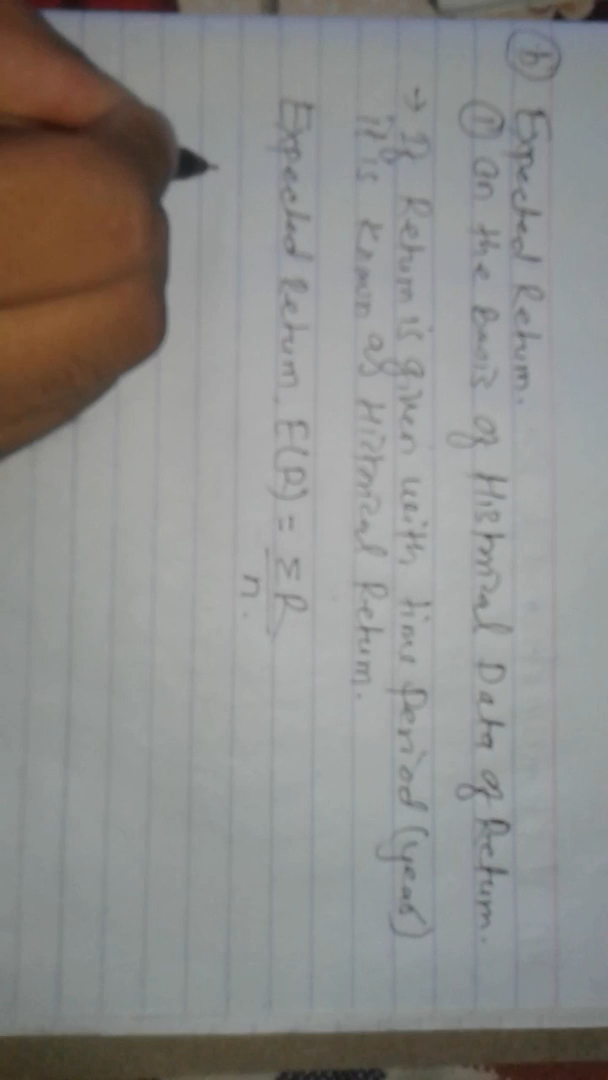 (b) Expected Return.
(1) On the Basis of Historical Data of Return.
→ If Return is given with time Period (year)
it is known as Historical Return.
Expected Return, E(R) = ΣR
n.